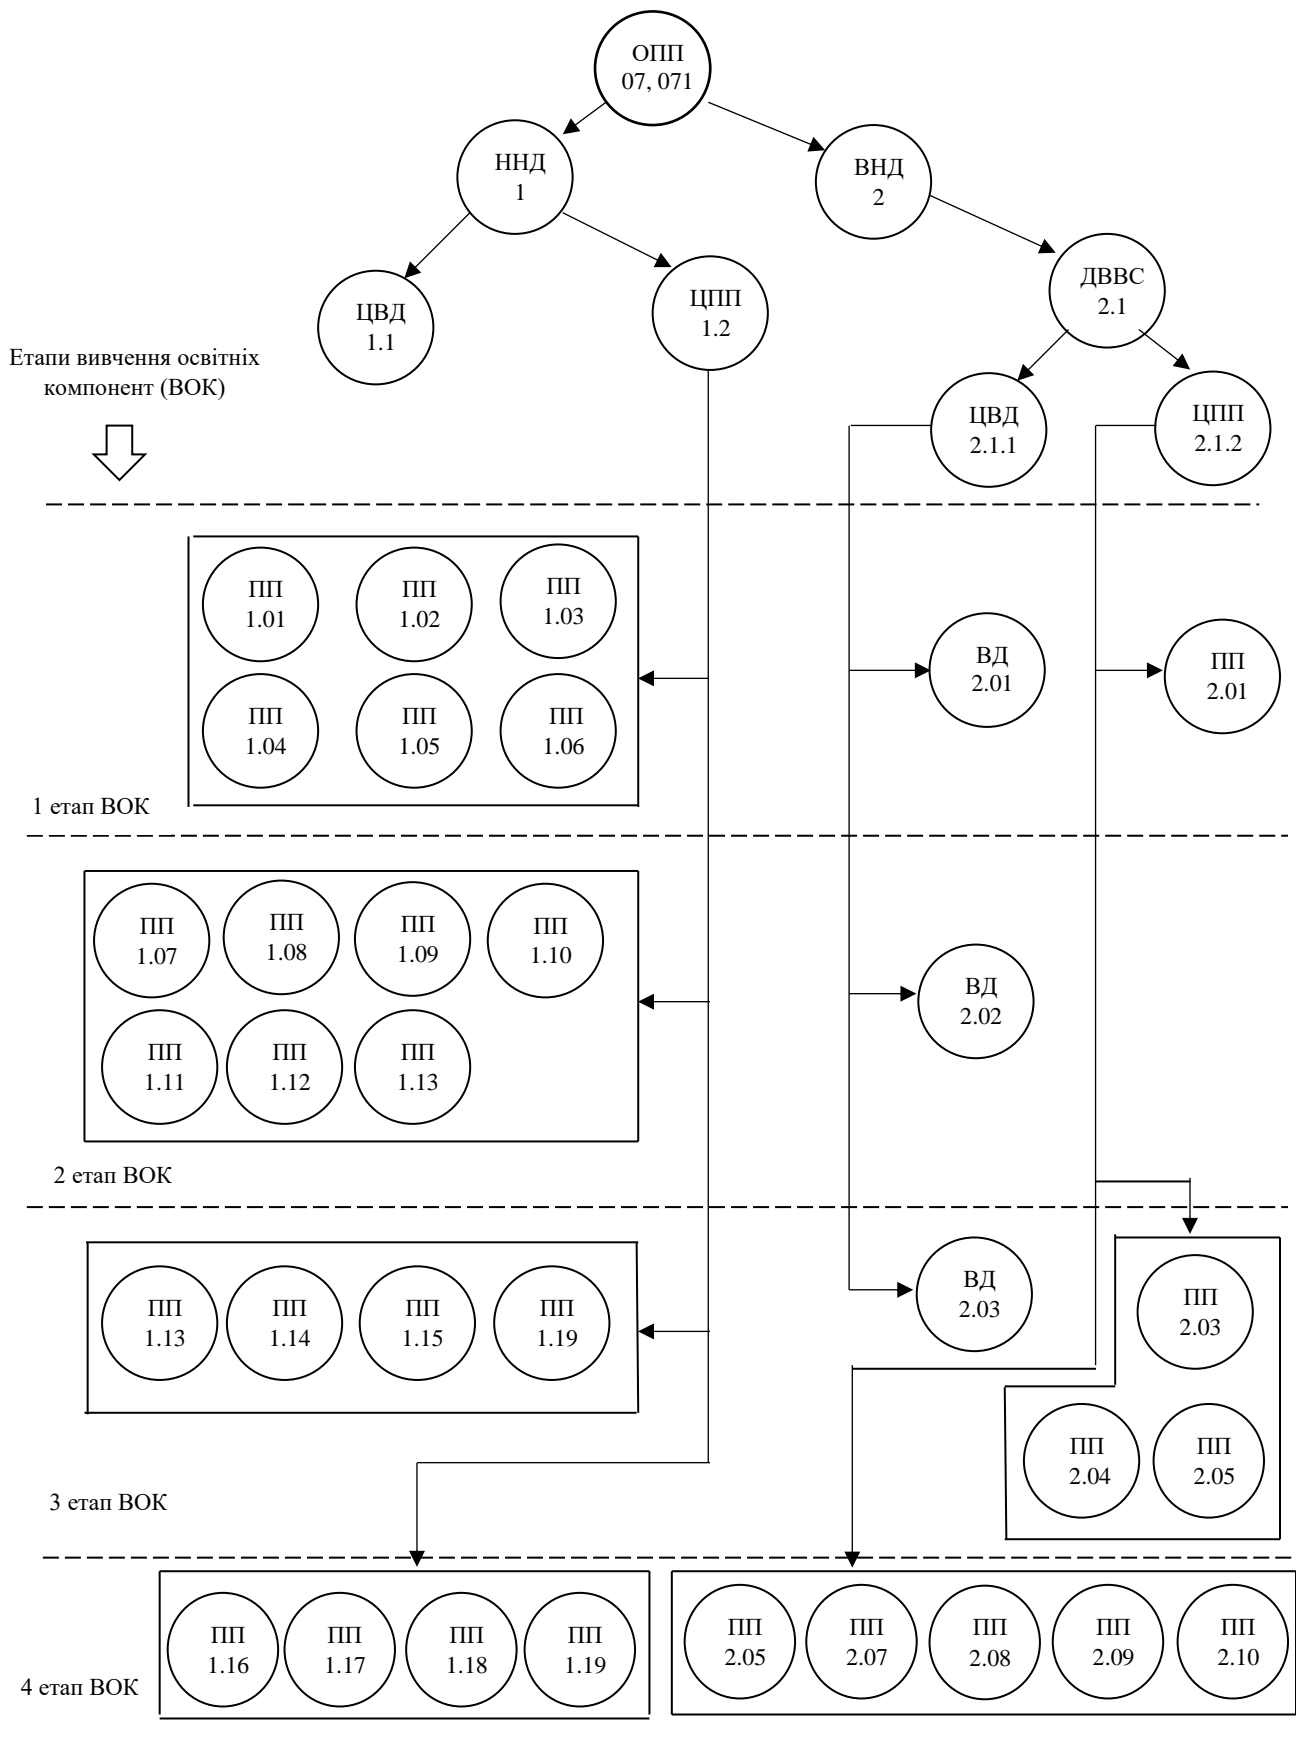 ОПП
07, 071
ННД
1
ВНД
2
ЦВД
1.1
ЦПП
1.2
ДВВС
2.1
Етапи вивчення освітніх
компонент (ВОК)
ЦВД
2.1.1
ЦПП
2.1.2
ПП
1.01
ПП
1.02
ПП
1.03
ПП
1.04
ПП
1.05
ПП
1.06
ВД
2.01
ПП
2.01
1 етап ВОК
ПП
1.07
ПП
1.08
ПП
1.09
ПП
1.10
ПП
1.11
ПП
1.12
ПП
1.13
ВД
2.02
2 етап ВОК
ПП
1.13
ПП
1.14
ПП
1.15
ПП
1.19
ВД
2.03
ПП
2.03
ПП
2.04
ПП
2.05
3 етап ВОК
ПП
1.16
ПП
1.17
ПП
1.18
ПП
1.19
ПП
2.05
ПП
2.07
ПП
2.08
ПП
2.09
ПП
2.10
4 етап ВОК